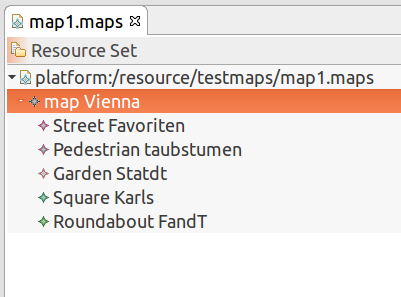 map1.maps
Resource Set
platform:/resource/testmaps/map1.maps
map Vienna
Street Favoriten
Pedestrian taubstumen
Garden Statdt
Square Karls
Roundabout FandT